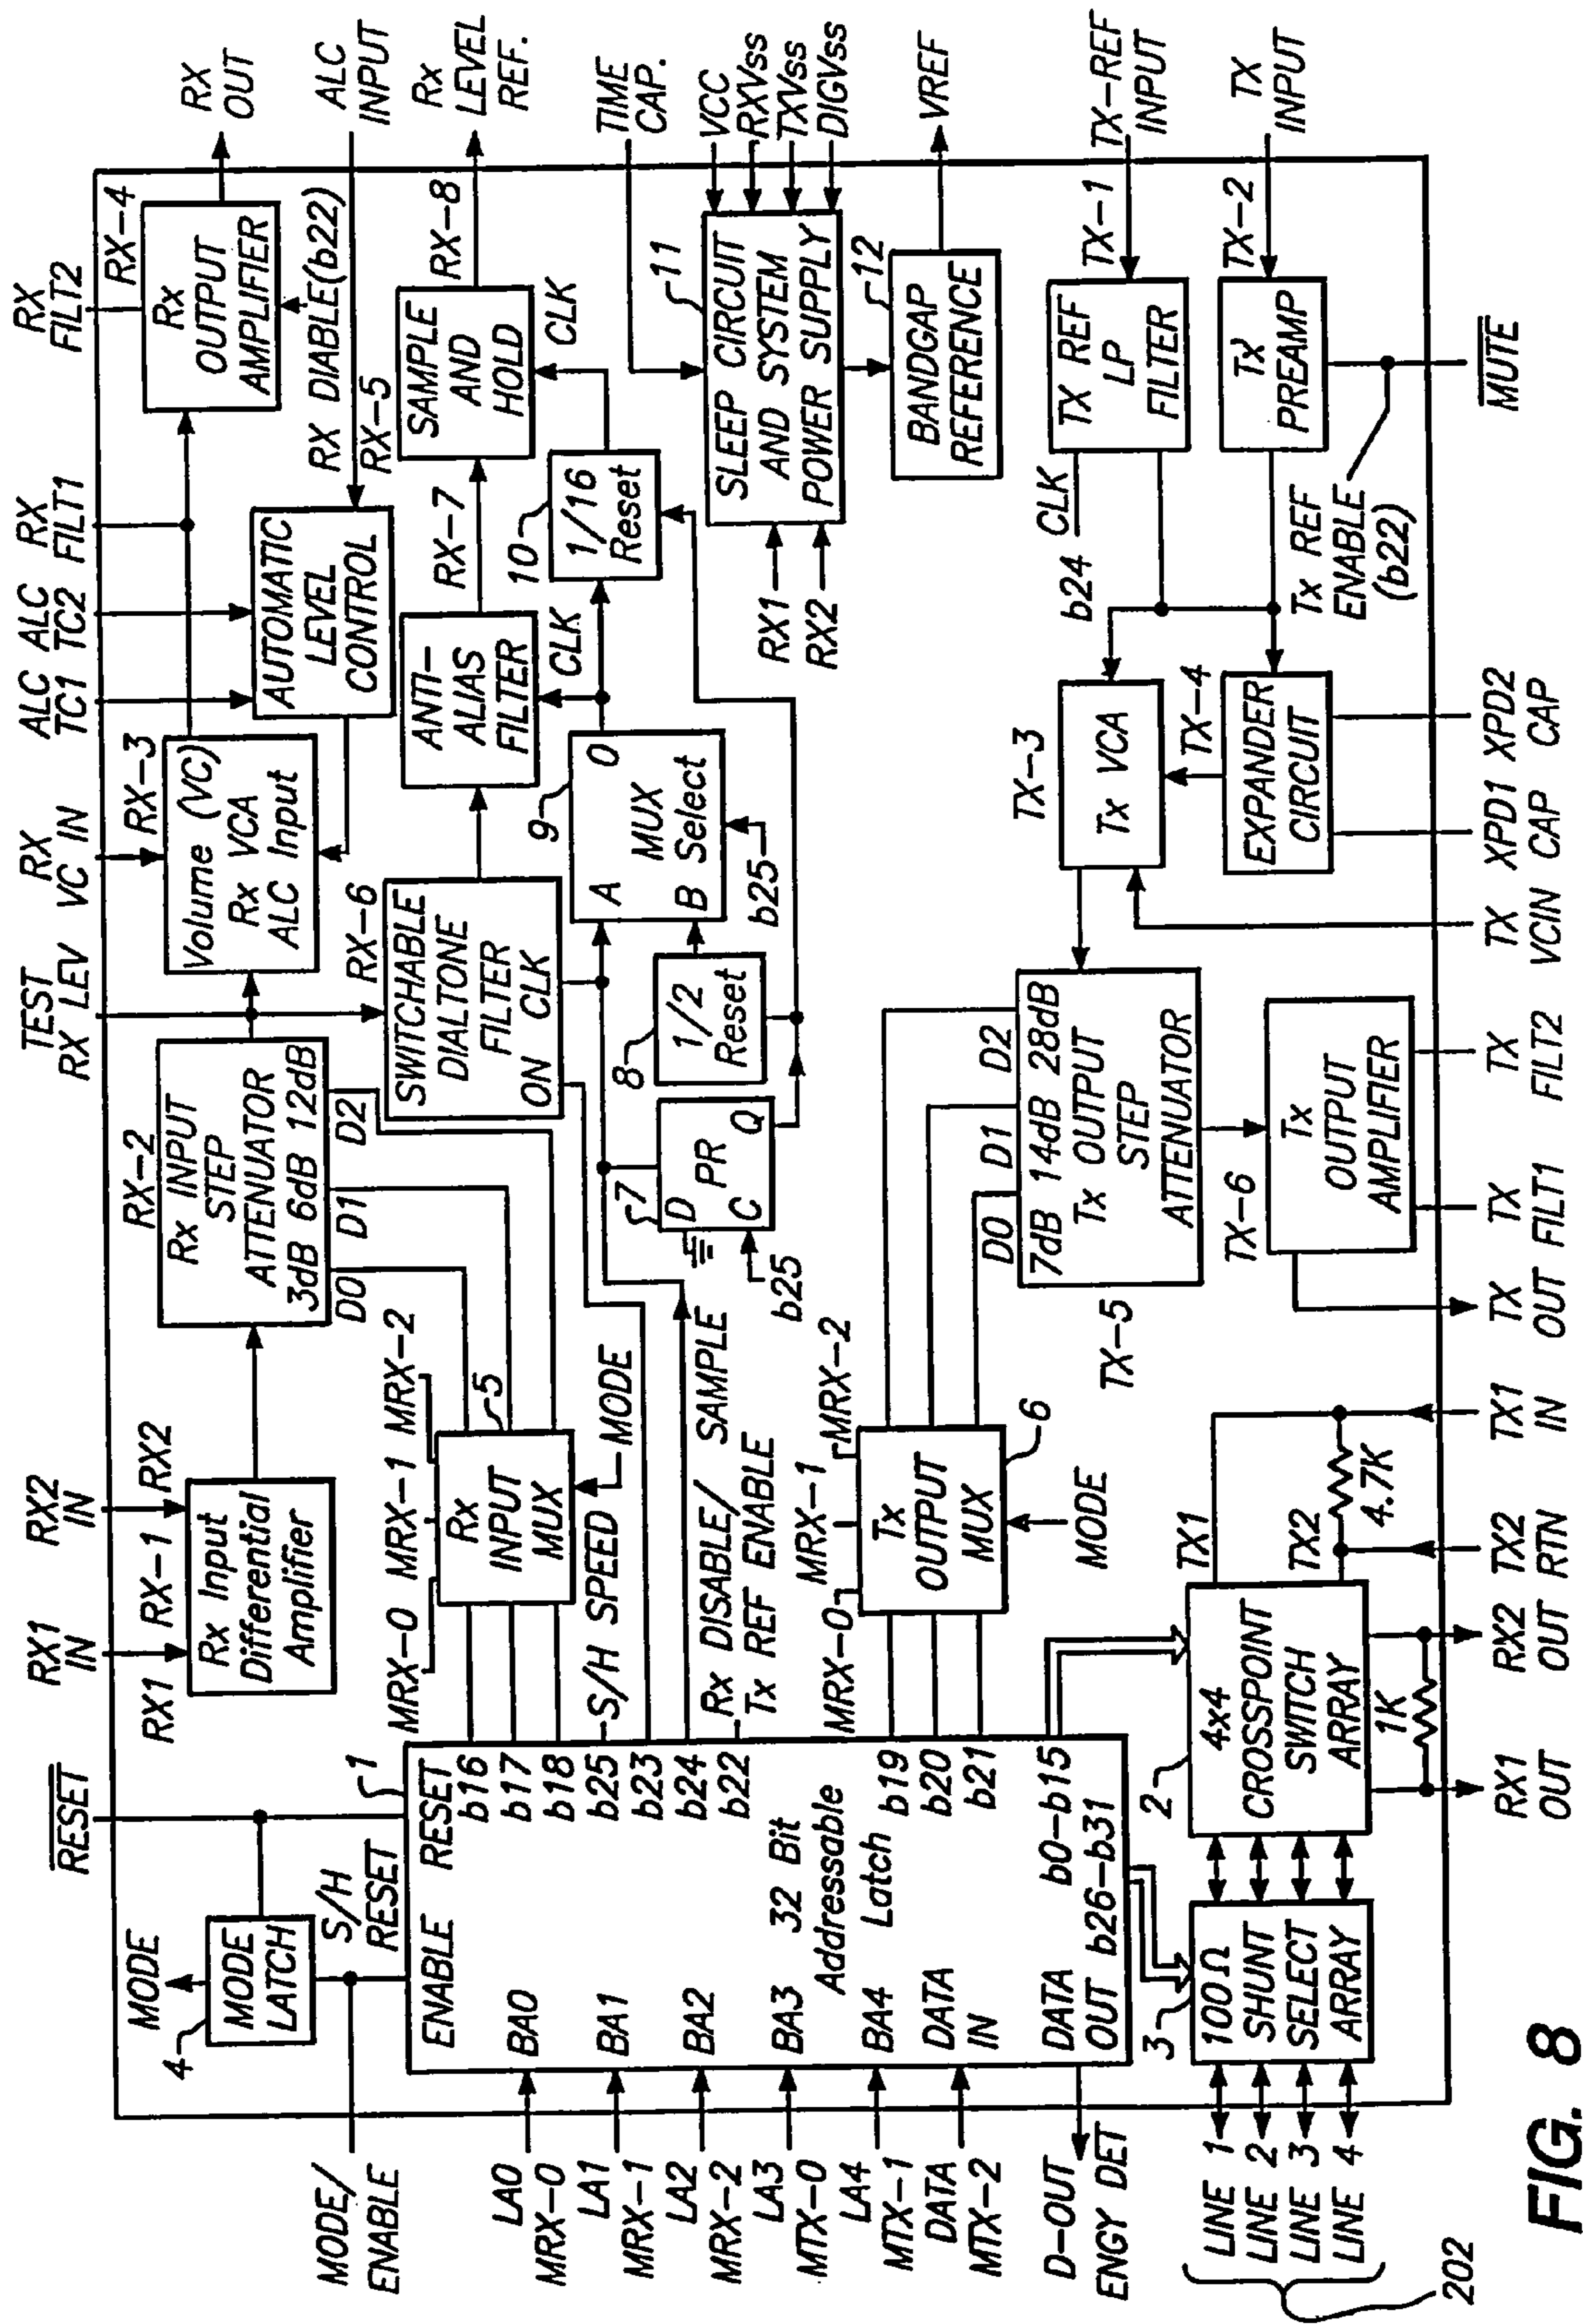 RX1
IN
RX2
IN
TEST
RX LEV
RX
VC IN
ALC
TC1
ALC
TC2
RX
FILT1
RX
FILT2
RESET
MODE
MODE
LATCH
4
S/H
RESET
MODE/
ENABLE
1
RX1
RX-1
RX2
Rx Input
Differential
Amplifier
RX-2
Rx INPUT
STEP
ATTENUATOR
3dB 6dB 12dB
D0
D1
D2
RX-3
Volume (VC)
Rx VCA
ALC Input
AUTOMATIC
LEVEL
CONTROL
RX-4
Rx
OUTPUT
AMPLIFIER
RX
OUT
RX DIABLE(b22)
RX-5
ALC
INPUT
MRX-0
MRX-1
MRX-2
Rx
INPUT
MUX
5
MODE
RX-6
SWITCHABLE
DIALTONE
FILTER
ON CLK
ANTI-
ALIAS
FILTER
CLK
RX-7
SAMPLE
AND
HOLD
CLK
RX-8
Rx
LEVEL
REF.
ENABLE
RESET
b16
b17
b18
b25
b23
b24
b22
b19
b20
b21
b0-b15
b26-b31
BA0
BA1
BA2
BA3
BA4
DATA
IN
DATA
OUT
32 Bit
Addressable
Latch
LA0
MRX-0
LA1
MRX-1
LA2
MRX-2
LA3
MTX-0
LA4
MTX-1
DATA
MTX-2
D-OUT
ENGY DET
S/H SPEED
Rx DISABLE/ SAMPLE
Tx REF ENABLE
7
D PR
C Q
b25
8
1/2
Reset
9
A O
MUX
B Select
b25
10
1/16
Reset
TIME
CAP.
11
SLEEP CIRCUIT
AND SYSTEM
POWER SUPPLY
RX1
RX2
VCC
RXVss
TXVss
DIGVss
12
BANDGAP
REFERENCE
VREF
MRX-0
MRX-1
MRX-2
Tx
OUTPUT
MUX
6
MODE
D0
D1
D2
7dB 14dB 28dB
Tx OUTPUT
STEP
ATTENUATOR
TX-5
TX-3
Tx VCA
TX-4
EXPANDER
CIRCUIT
b24
CLK
TX REF
LP
FILTER
TX-1
TX-REF
INPUT
Tx
PREAMP
TX-2
TX
INPUT
Tx REF
ENABLE
(b22)
MUTE
TX-6
Tx
OUTPUT
AMPLIFIER
3
100Ω
SHUNT
SELECT
ARRAY
2
4x4
CROSSPOINT
SWITCH
ARRAY
TX1
TX2
4.7K
1K
LINE 1
LINE 2
LINE 3
LINE 4
202
RX1
OUT
RX2
OUT
TX2
RTN
TX1
IN
TX
OUT
TX
FILT1
TX
FILT2
TX
VCIN
XPD1
CAP
XPD2
CAP
FIG. 8